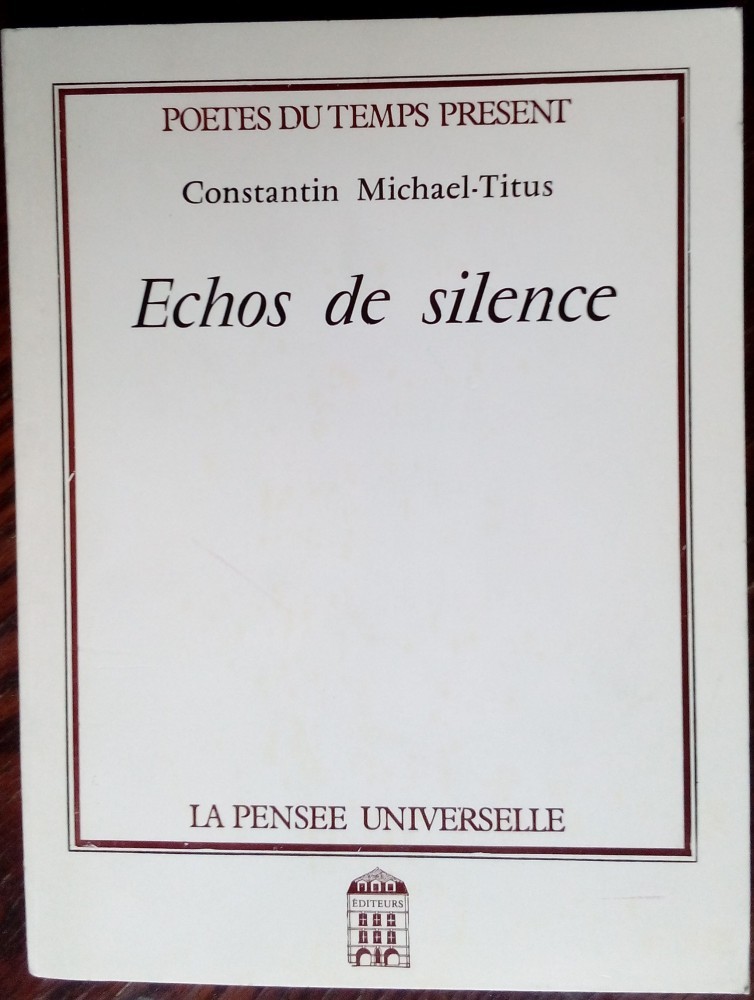 POETES DU TEMPS PRESENT
Constantin Michael-Titus
Echos de silence
LA PENSEE UNIVERSELLE
ÉDITEURS